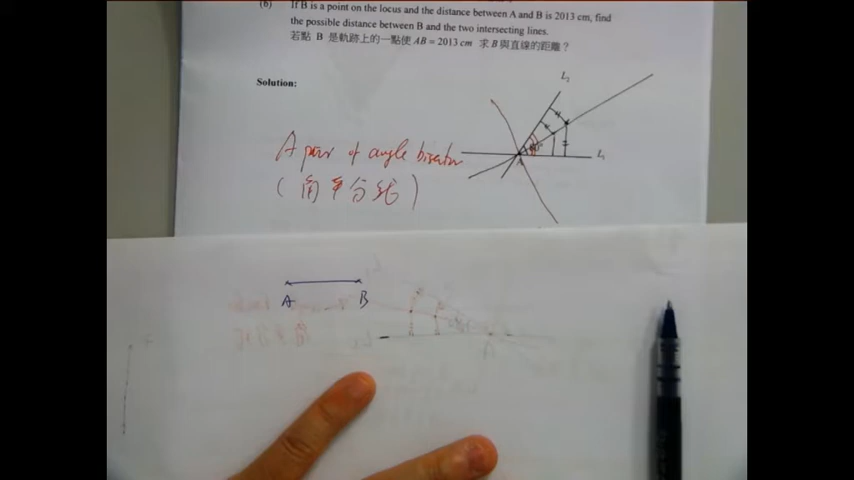 (b) If B is a point on the locus and the distance between A and B is 2013 cm, find
the possible distance between B and the two intersecting lines.
若點 B 是軌跡上的一點使 AB = 2013 cm 求 B 與直線的距離？
Solution:
L₂
A pair of angle bisector
L₁
A
(角平分線)
A B